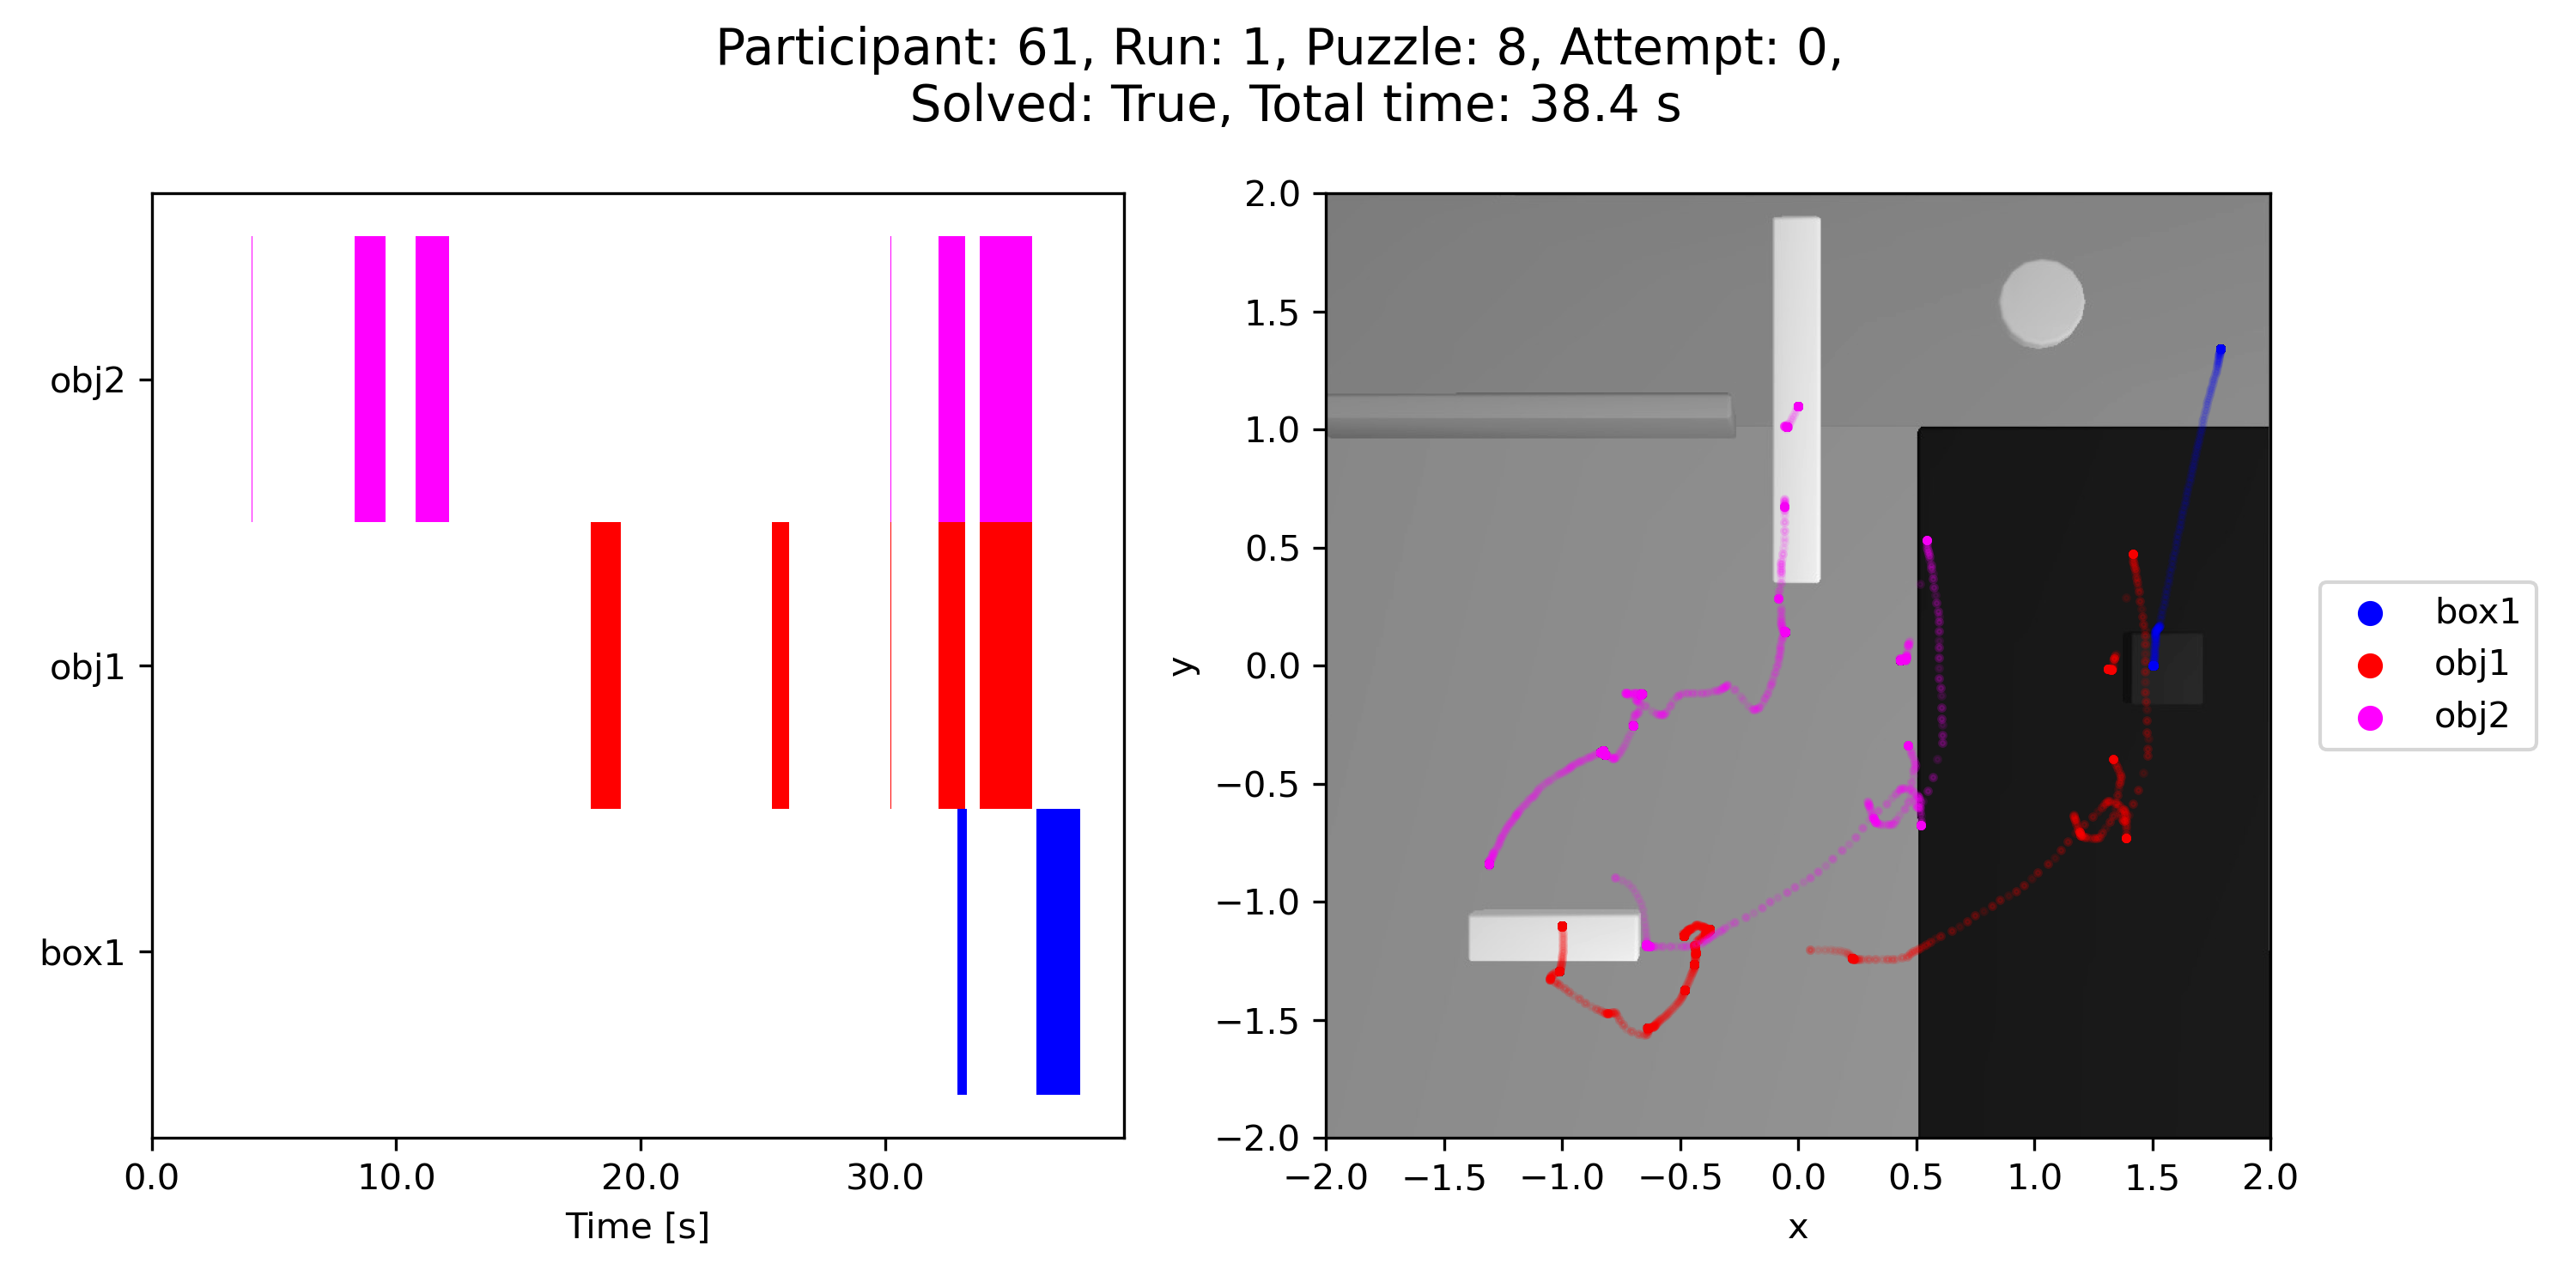 Participant: 61, Run: 1, Puzzle: 8, Attempt: 0,
Solved: True, Total time: 38.4 s
obj2
obj1
box1
0.0 10.0 20.0 30.0
Time [s]
2.0
1.5
1.0
0.5
0.0
−0.5
−1.0
−1.5
−2.0
y
−2.0 −1.5 −1.0 −0.5 0.0 0.5 1.0 1.5 2.0
x
box1
obj1
obj2